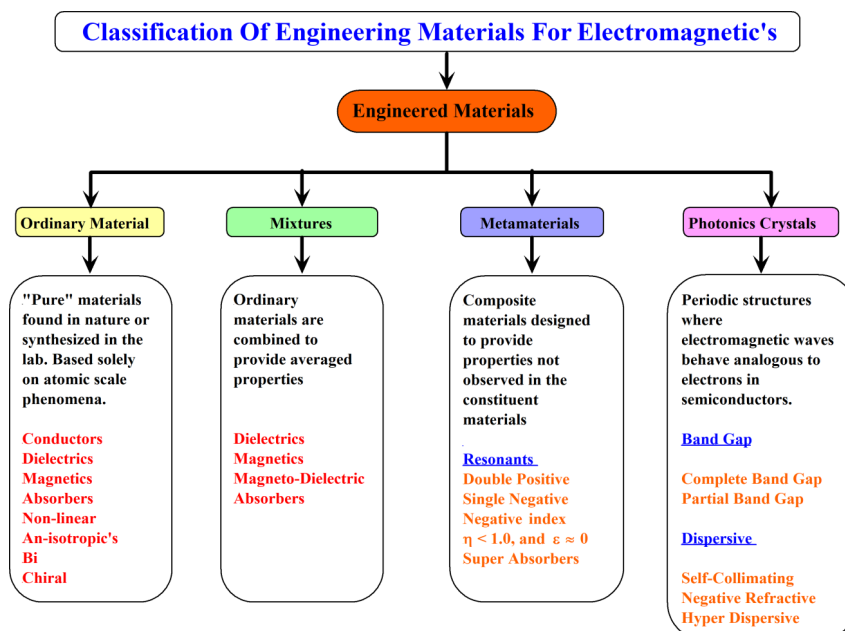 Classification Of Engineering Materials For Electromagnetic's
Engineered Materials
Ordinary Material
Mixtures
Metamaterials
Photonics Crystals
"Pure" materials
found in nature or
synthesized in the
lab. Based solely
on atomic scale
phenomena.
Conductors
Dielectrics
Magnetics
Absorbers
Non-linear
An-isotropic's
Bi
Chiral
Ordinary
materials are
combined to
provide averaged
properties
Dielectrics
Magnetics
Magneto-Dielectric
Absorbers
Composite
materials designed
to provide
properties not
observed in the
constituent
materials
Resonants
Double Positive
Single Negative
Negative index
η < 1.0, and ε ≈ 0
Super Absorbers
Periodic structures
where
electromagnetic waves
behave analogous to
electrons in
semiconductors.
Band Gap
Complete Band Gap
Partial Band Gap
Dispersive
Self-Collimating
Negative Refractive
Hyper Dispersive